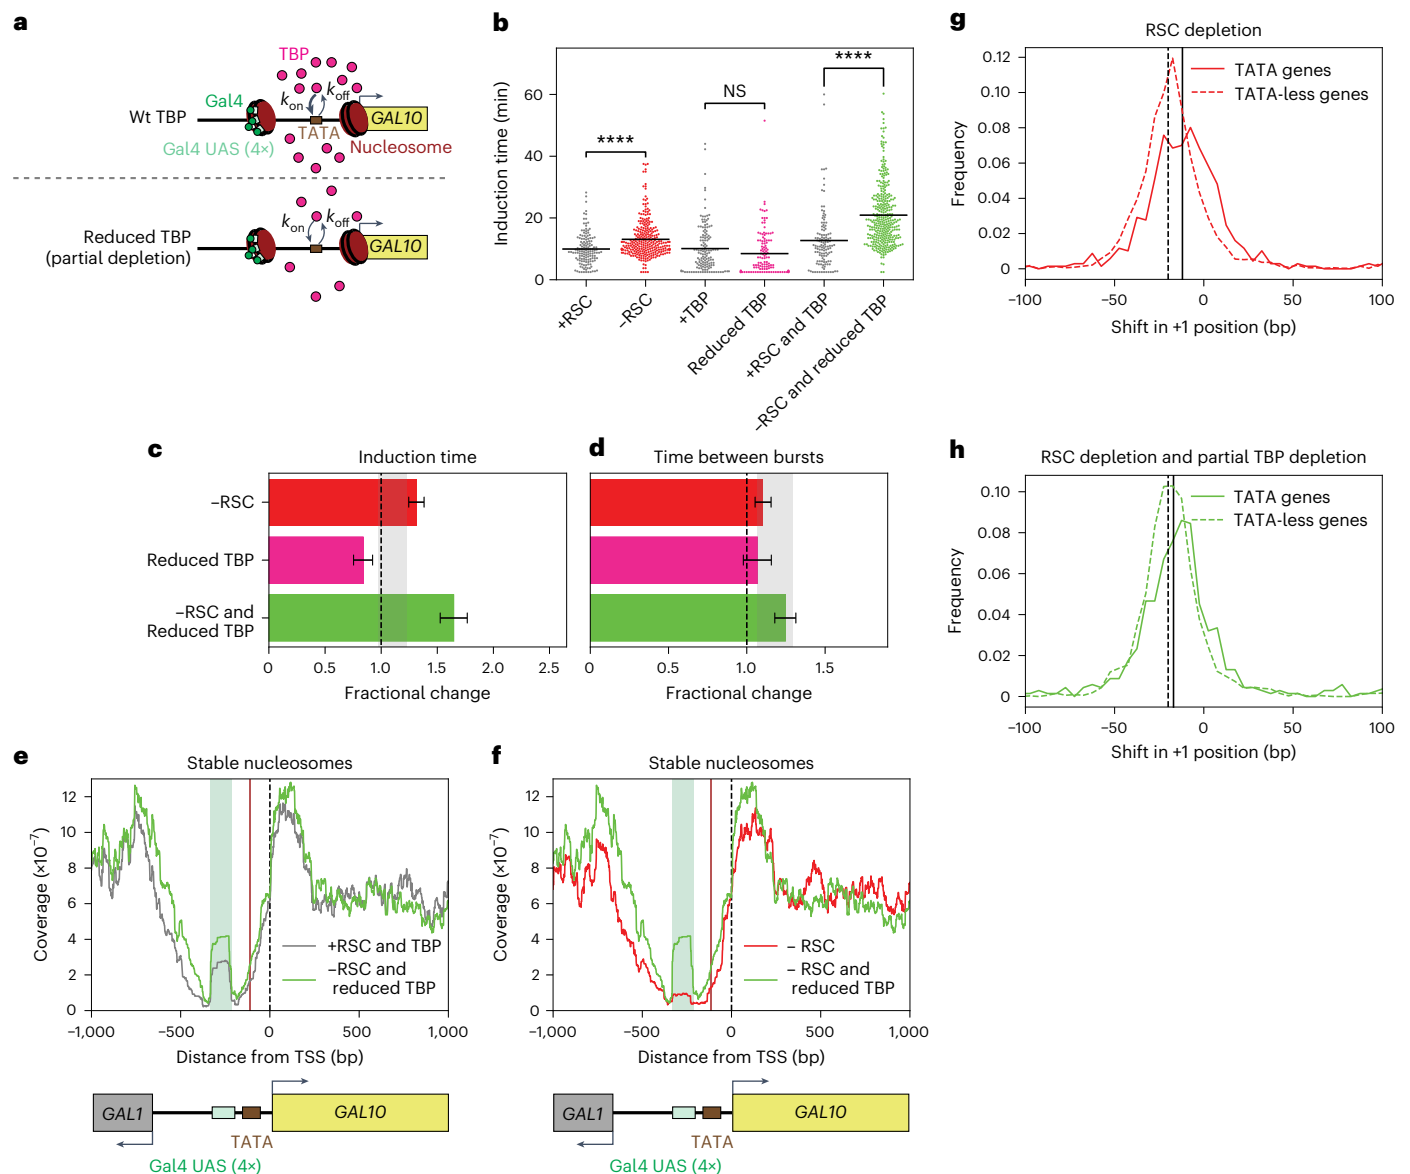 a
TBP
Gal4
kon
koff
Wt TBP
GAL10
TATA
Gal4 UAS (4×)
Nucleosome
kon
koff
Reduced TBP
(partial depletion)
GAL10
b
Induction time (min)
60
40
20
0
****
NS
****
+RSC
–RSC
+TBP
Reduced TBP
+RSC and TBP
–RSC and reduced TBP
c
Induction time
–RSC
Reduced TBP
–RSC and
Reduced TBP
0
0.5
1.0
1.5
2.0
2.5
Fractional change
d
Time between bursts
0
0.5
1.0
1.5
Fractional change
e
Stable nucleosomes
Coverage (×10−7)
12
10
8
6
4
2
0
+RSC and TBP
–RSC and
reduced TBP
–1,000
–500
0
500
1,000
Distance from TSS (bp)
GAL1
GAL10
TATA
Gal4 UAS (4×)
f
Stable nucleosomes
Coverage (×10−7)
12
10
8
6
4
2
0
– RSC
– RSC and
reduced TBP
–1,000
–500
0
500
1,000
Distance from TSS (bp)
GAL1
GAL10
TATA
Gal4 UAS (4×)
g
RSC depletion
Frequency
0.12
0.10
0.08
0.06
0.04
0.02
0
TATA genes
TATA-less genes
–100
–50
0
50
100
Shift in +1 position (bp)
h
RSC depletion and partial TBP depletion
Frequency
0.10
0.08
0.06
0.04
0.02
0
TATA genes
TATA-less genes
–100
–50
0
50
100
Shift in +1 position (bp)